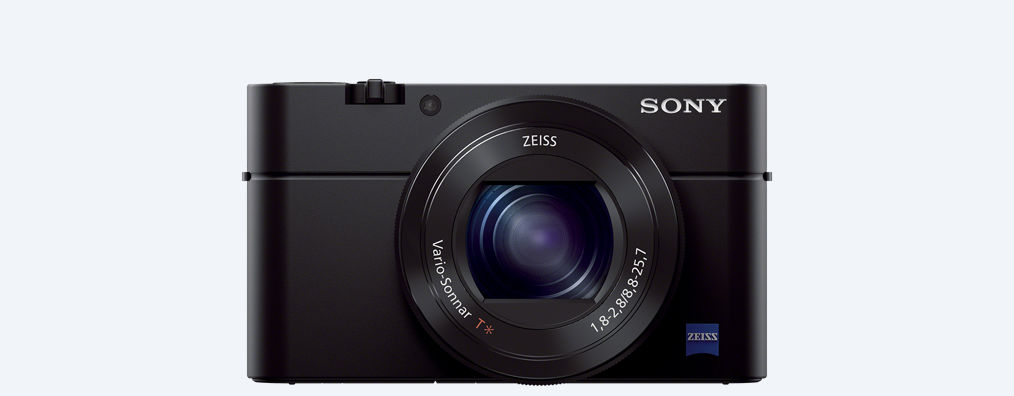 SONY
ZEISS
Vario-Sonnar T*
1,8-2,8/8,8-25,7
ZEISS